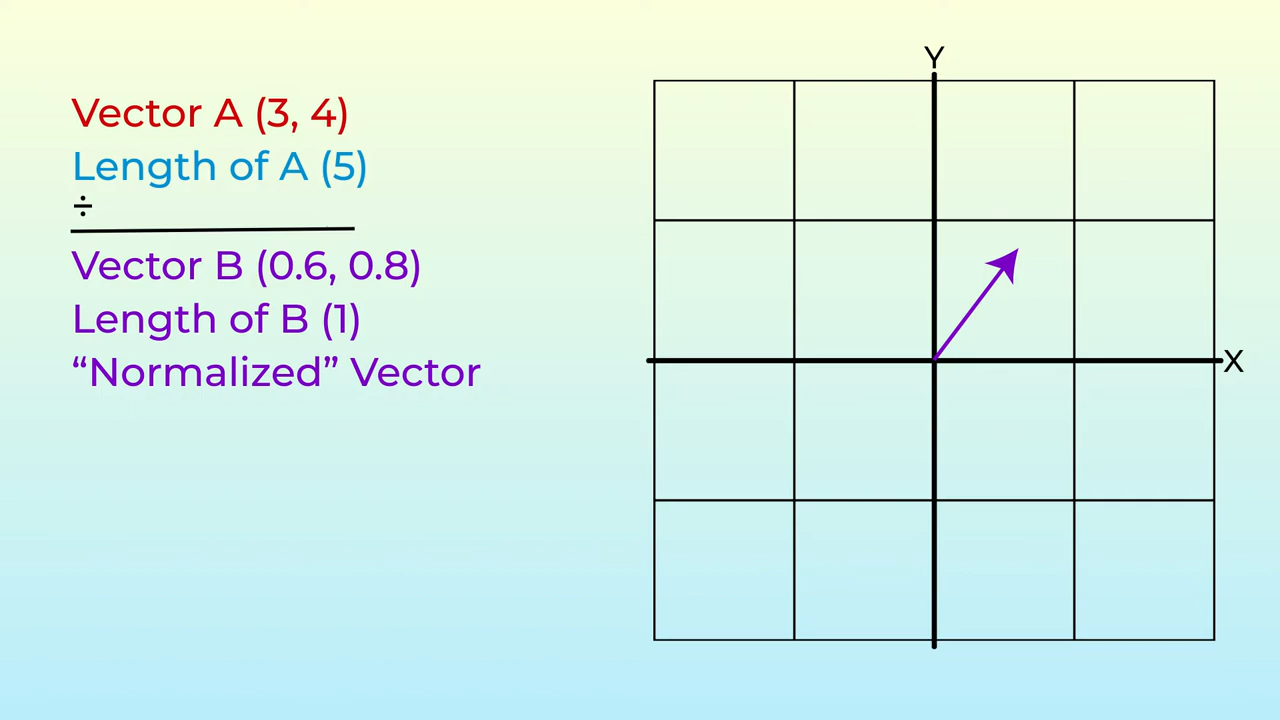 Vector A (3, 4)
Length of A (5)
÷
Vector B (0.6, 0.8)
Length of B (1)
“Normalized” Vector
Y
X